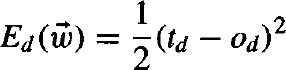 $E_d(\vec{w}) = \frac{1}{2}(t_d - o_d)^2$